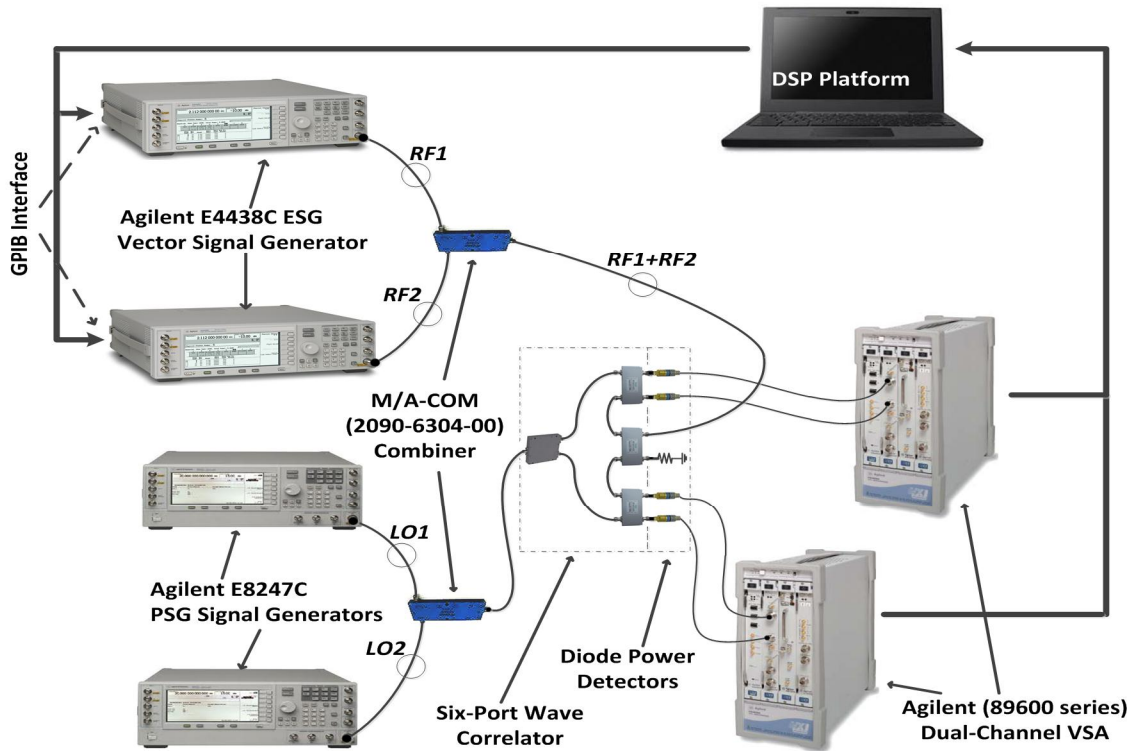 DSP Platform
GPIB Interface
RF1
Agilent E4438C ESG
Vector Signal Generator
RF1+RF2
RF2
M/A-COM
(2090-6304-00)
Combiner
LO1
Agilent E8247C
PSG Signal Generators
LO2
Diode Power
Detectors
Six-Port Wave
Correlator
Agilent (89600 series)
Dual-Channel VSA